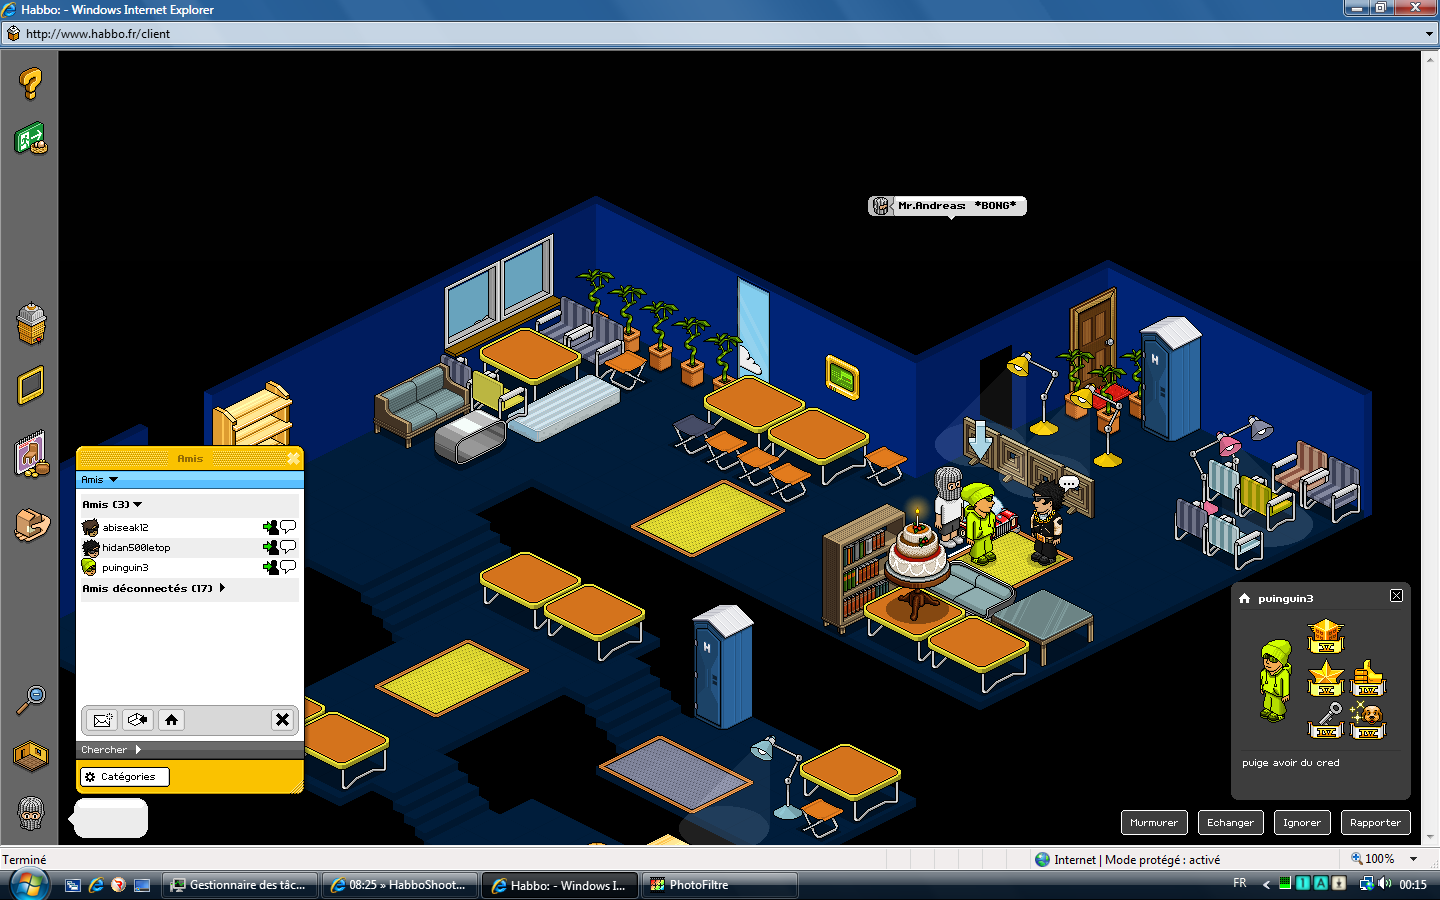 Habbo: - Windows Internet Explorer
http://www.habbo.fr/client
Mr.Andreas: *BONG*
H
Amis
Amis
Amis (3)
abiseak12
hidan500letop
puinguin3
Amis déconnectés (17)
Chercher
Catégories
H
puinguin3
puige avoir du cred
Murmurer
Echanger
Ignorer
Rapporter
Terminé
Internet | Mode protégé : activé
100%
Gestionnaire des tâc...
08:25 » HabboShoot...
Habbo: - Windows I...
PhotoFiltre
FR
00:15